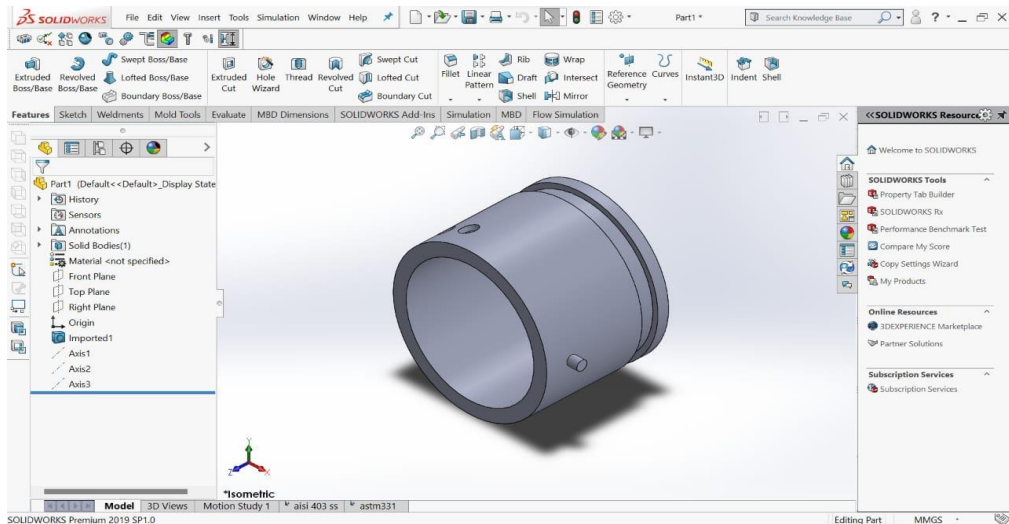 SOLIDWORKS File Edit View Insert Tools Simulation Window Help Part1 * Search Knowledge Base ?
Swept Boss/Base Swept Cut Rib Wrap
Extruded Boss/Base Revolved Boss/Base Lofted Boss/Base Extruded Cut Hole Wizard Thread Revolved Cut Lofted Cut Fillet Linear Pattern Draft Intersect Reference Geometry Curves Instant3D Indent Shell
Boundary Boss/Base Boundary Cut Shell Mirror
Features Sketch Weldments Mold Tools Evaluate MBD Dimensions SOLIDWORKS Add-Ins Simulation MBD Flow Simulation
Part1 (Default<<Default>_Display State
History
Sensors
Annotations
Solid Bodies(1)
Material <not specified>
Front Plane
Top Plane
Right Plane
Origin
Imported1
Axis1
Axis2
Axis3
Y
Z X
*Isometric
<<SOLIDWORKS Resourc
Welcome to SOLIDWORKS
SOLIDWORKS Tools
Property Tab Builder
SOLIDWORKS Rx
Performance Benchmark Test
Compare My Score
Copy Settings Wizard
My Products
Online Resources
3DEXPERIENCE Marketplace
Partner Solutions
Subscription Services
Subscription Services
Model 3D Views Motion Study 1 aisi 403 ss astm331
SOLIDWORKS Premium 2019 SP1.0 Editing Part MMGS